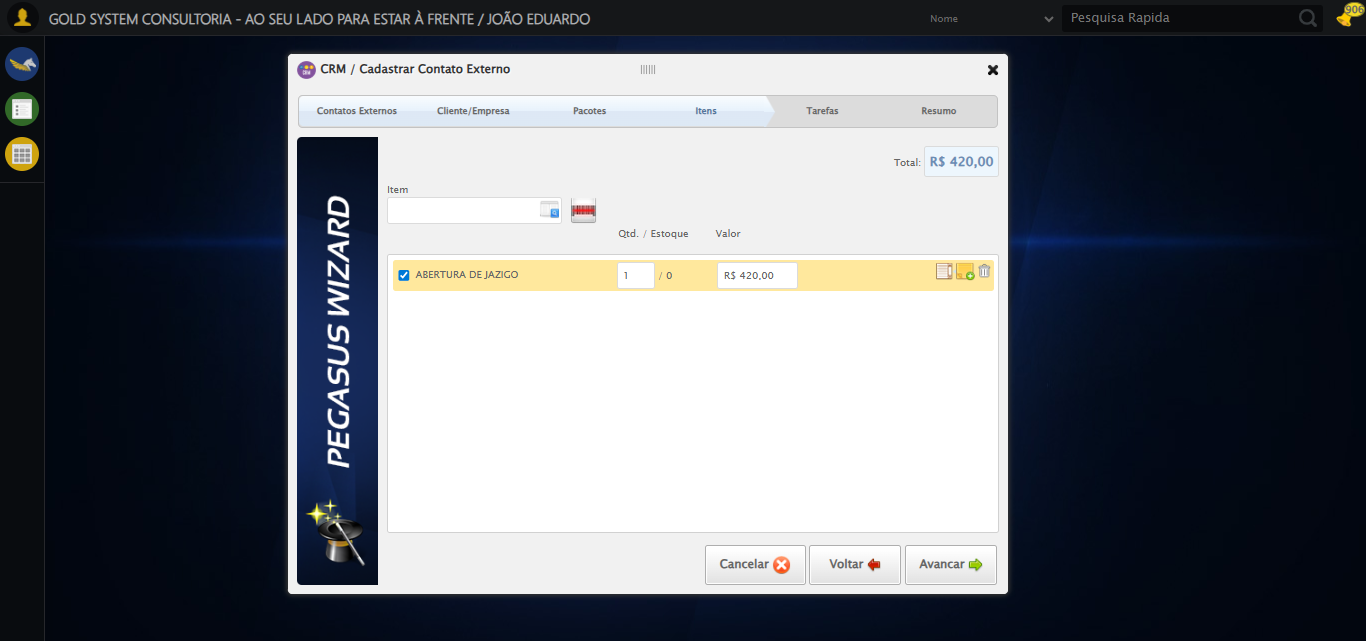 GOLD SYSTEM CONSULTORIA - AO SEU LADO PARA ESTAR À FRENTE / JOÃO EDUARDO
Nome
Pesquisa Rapida
906
CRM / Cadastrar Contato Externo
Contatos Externos
Cliente/Empresa
Pacotes
Itens
Tarefas
Resumo
Total: R$ 420,00
Item
Qtd. / Estoque
Valor
ABERTURA DE JAZIGO
1 / 0
R$ 420,00
PEGASUS WIZARD
Cancelar
Voltar
Avancar